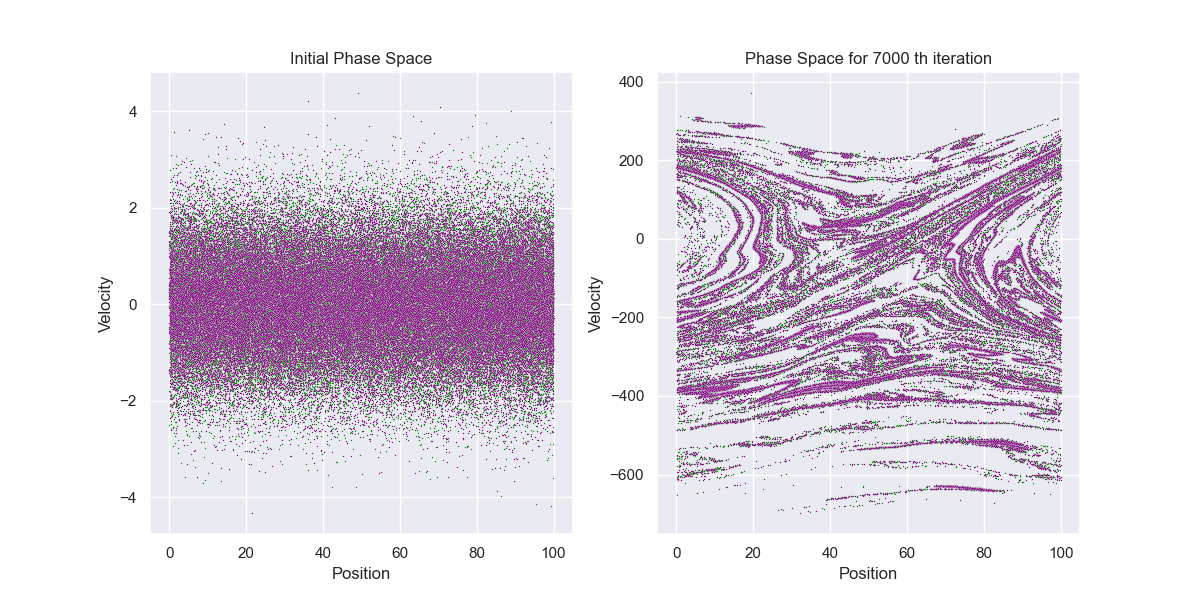 Initial Phase Space
4
2
0
−2
−4
Velocity
0 20 40 60 80 100
Position
Phase Space for 7000 th iteration
400
200
0
−200
−400
−600
Velocity
0 20 40 60 80 100
Position